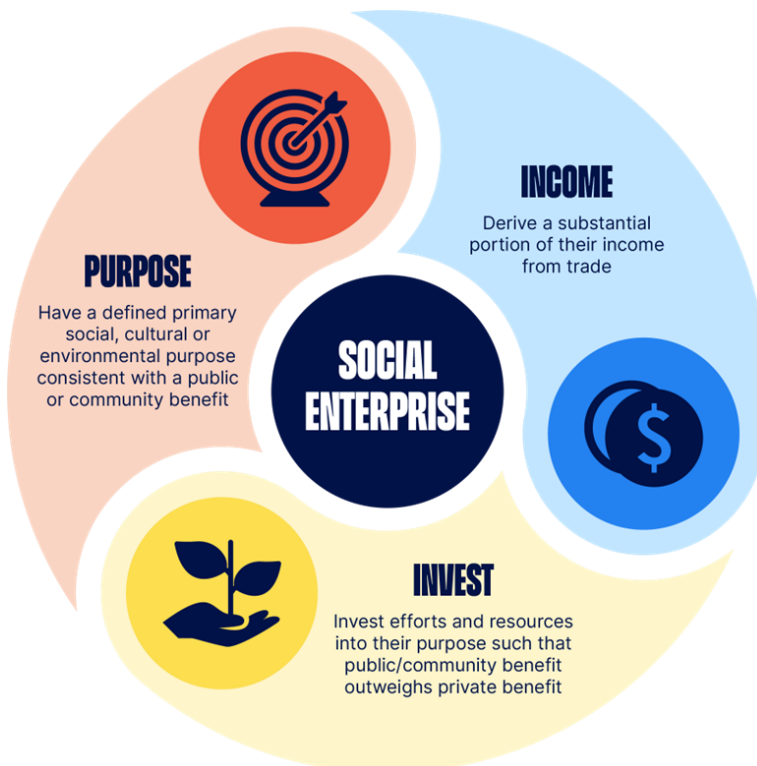 PURPOSE
Have a defined primary
social, cultural or
environmental purpose
consistent with a public
or community benefit
INCOME
Derive a substantial
portion of their income
from trade
SOCIAL
ENTERPRISE
$
INVEST
Invest efforts and resources
into their purpose such that
public/community benefit
outweighs private benefit